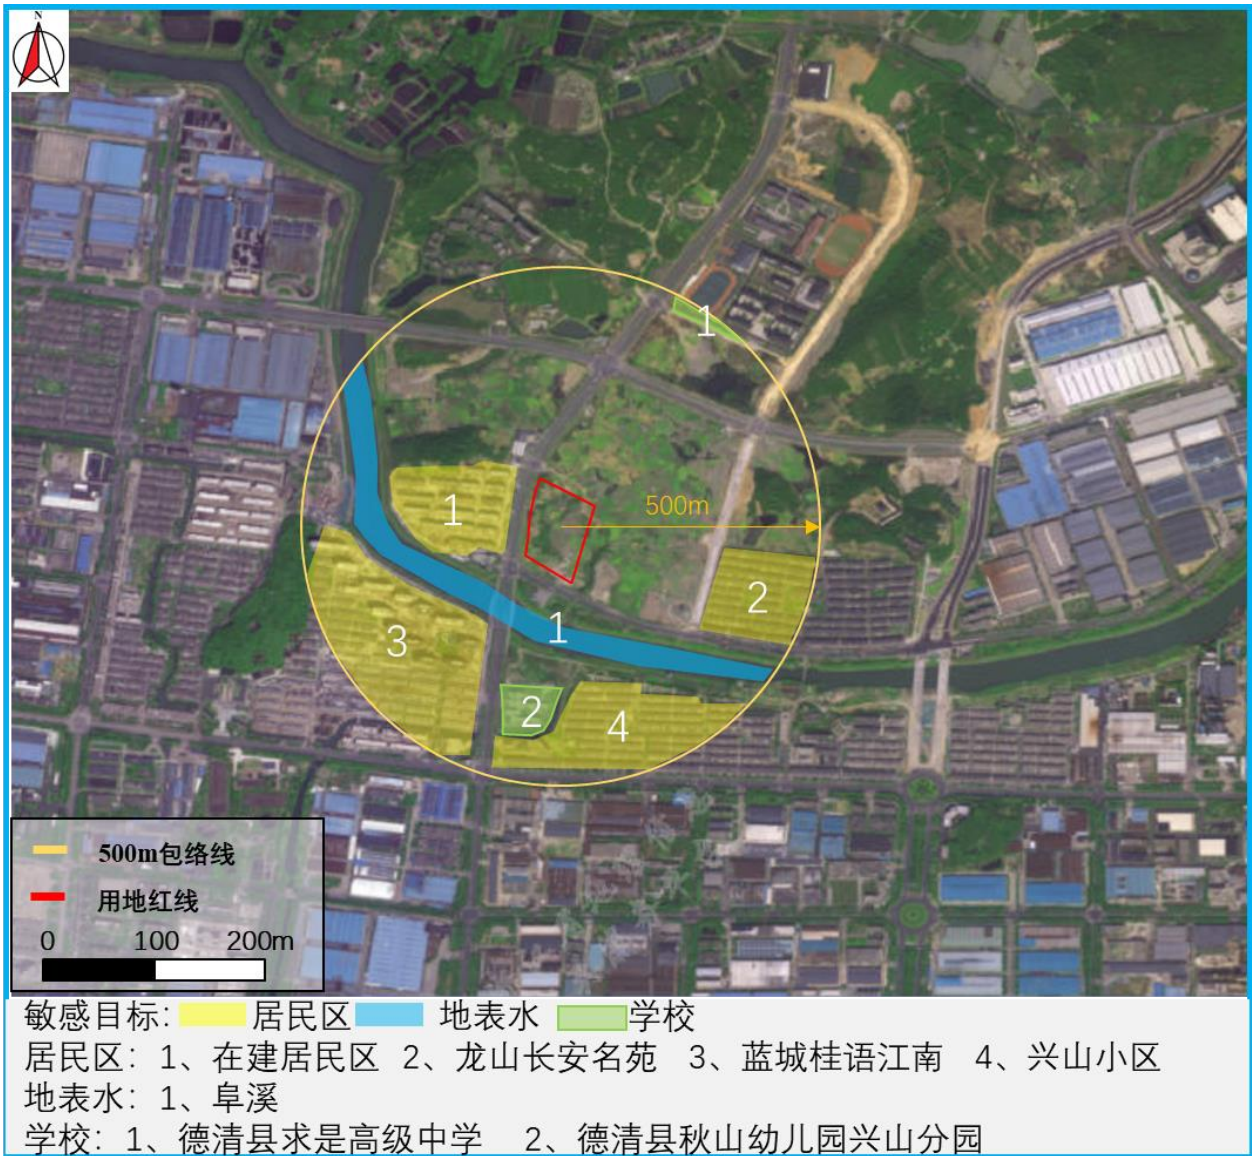 N
1
1
500m
2
1
3
2
4
500m包络线
用地红线
0 100 200m
敏感目标: 居民区 地表水 学校
居民区: 1、在建居民区 2、龙山长安名苑 3、蓝城桂语江南 4、兴山小区
地表水: 1、阜溪
学校: 1、德清县求是高级中学 2、德清县秋山幼儿园兴山分园